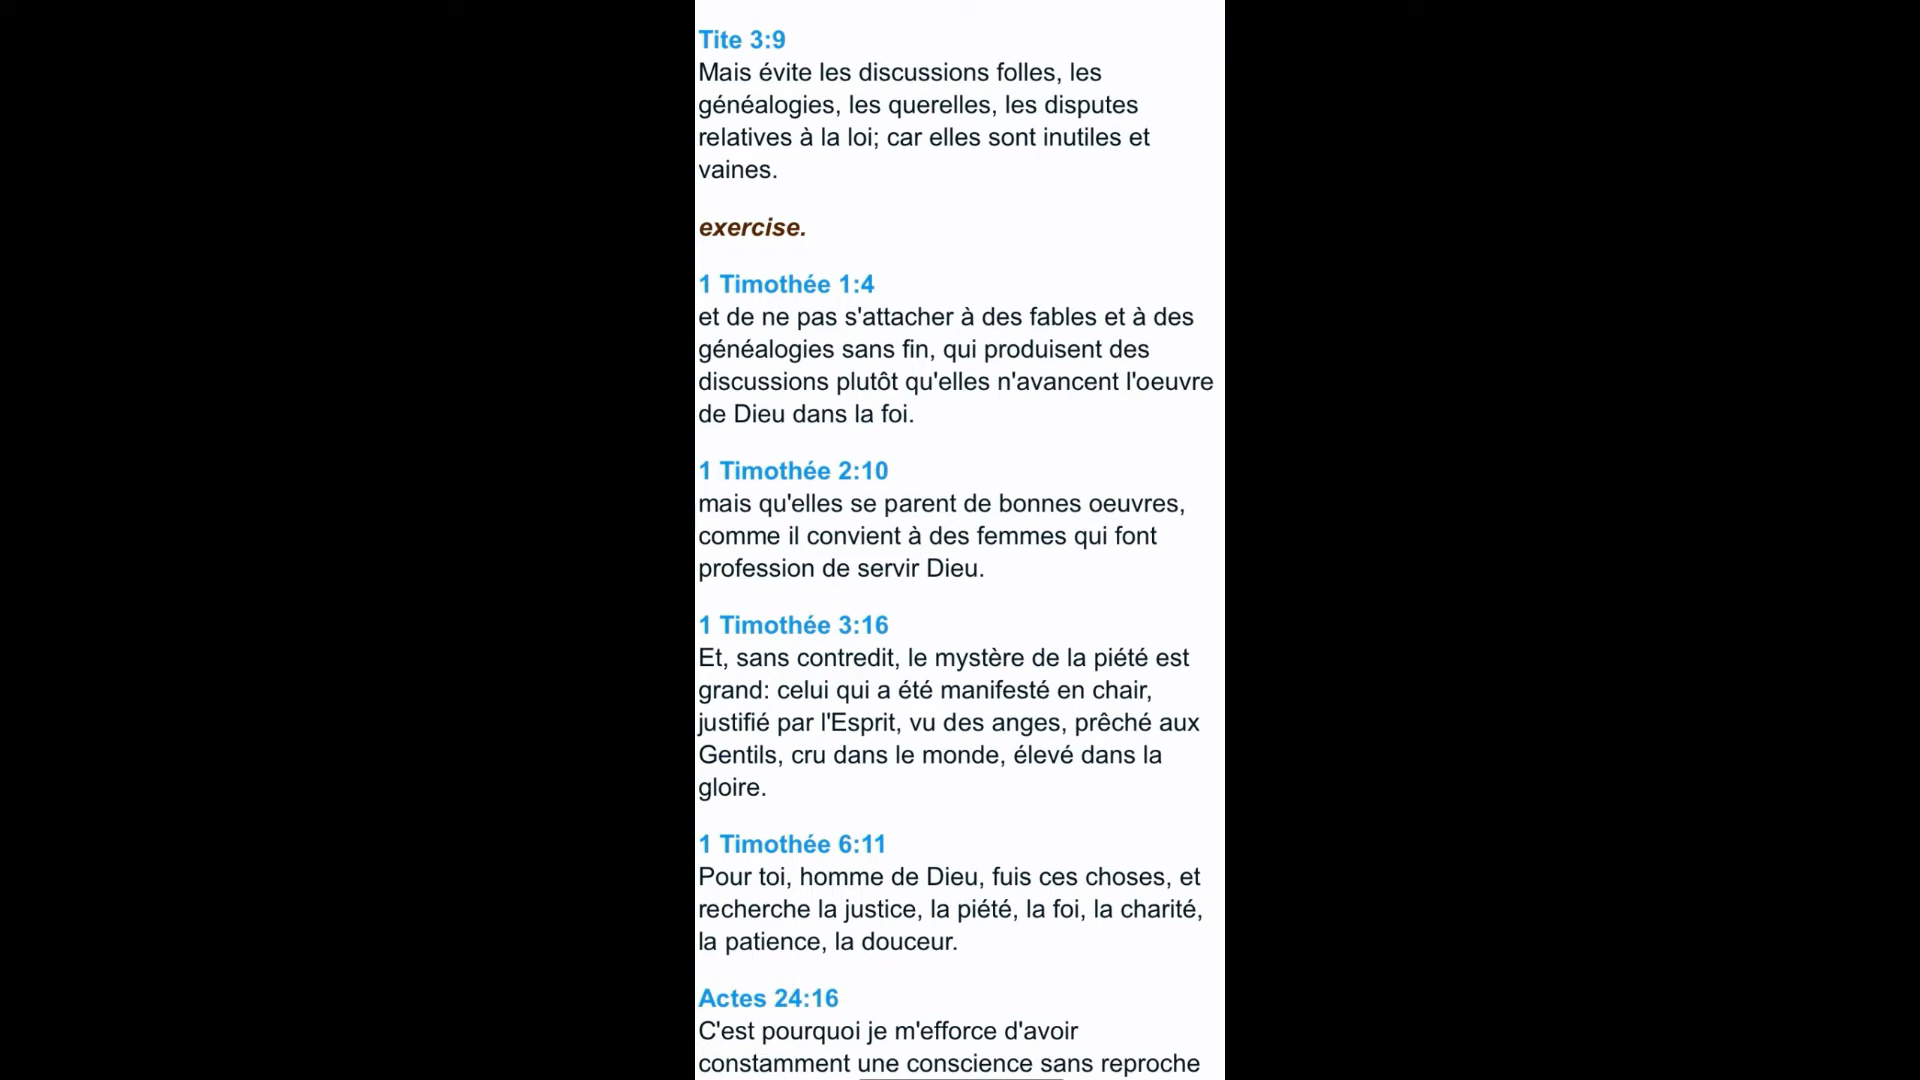 Tite 3:9
Mais évite les discussions folles, les
généalogies, les querelles, les disputes
relatives à la loi; car elles sont inutiles et
vaines.
exercise.
1 Timothée 1:4
et de ne pas s'attacher à des fables et à des
généalogies sans fin, qui produisent des
discussions plutôt qu'elles n'avancent l'oeuvre
de Dieu dans la foi.
1 Timothée 2:10
mais qu'elles se parent de bonnes oeuvres,
comme il convient à des femmes qui font
profession de servir Dieu.
1 Timothée 3:16
Et, sans contredit, le mystère de la piété est
grand: celui qui a été manifesté en chair,
justifié par l'Esprit, vu des anges, prêché aux
Gentils, cru dans le monde, élevé dans la
gloire.
1 Timothée 6:11
Pour toi, homme de Dieu, fuis ces choses, et
recherche la justice, la piété, la foi, la charité,
la patience, la douceur.
Actes 24:16
C'est pourquoi je m'efforce d'avoir
constamment une conscience sans reproche